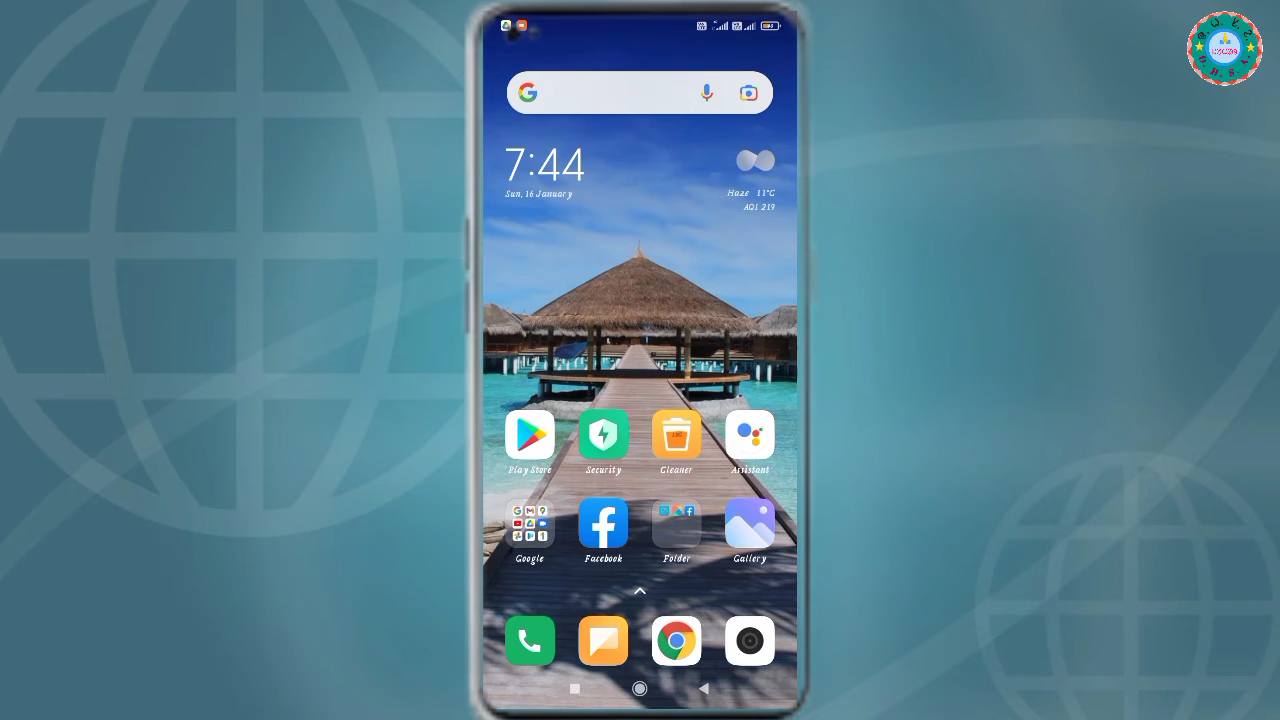 7:44
Sun, 16 January
Haze 11°C
AQI 219
Play Store
Security
Cleaner
Assistant
Google
Facebook
Folder
Gallery